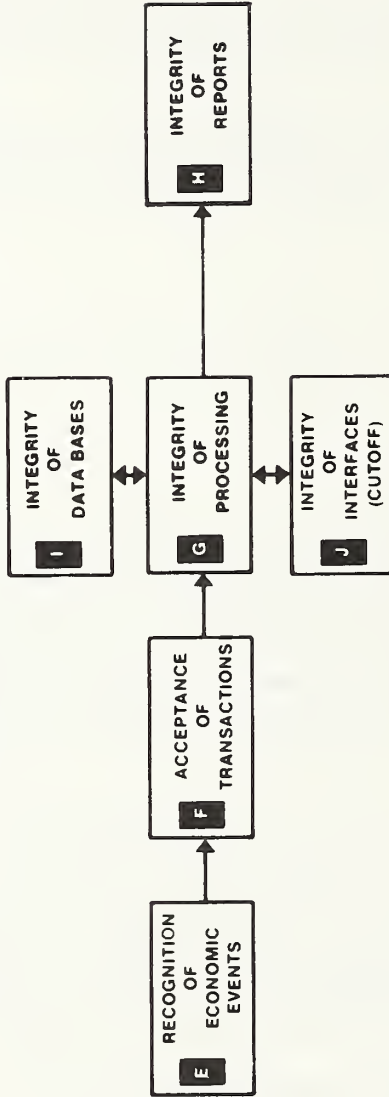 E
RECOGNITION
OF
ECONOMIC
EVENTS
F
ACCEPTANCE
OF
TRANSACTIONS
I
INTEGRITY
OF
DATA BASES
G
INTEGRITY
OF
PROCESSING
J
INTEGRITY
OF
INTERFACES
(CUTOFF)
H
INTEGRITY
OF
REPORTS